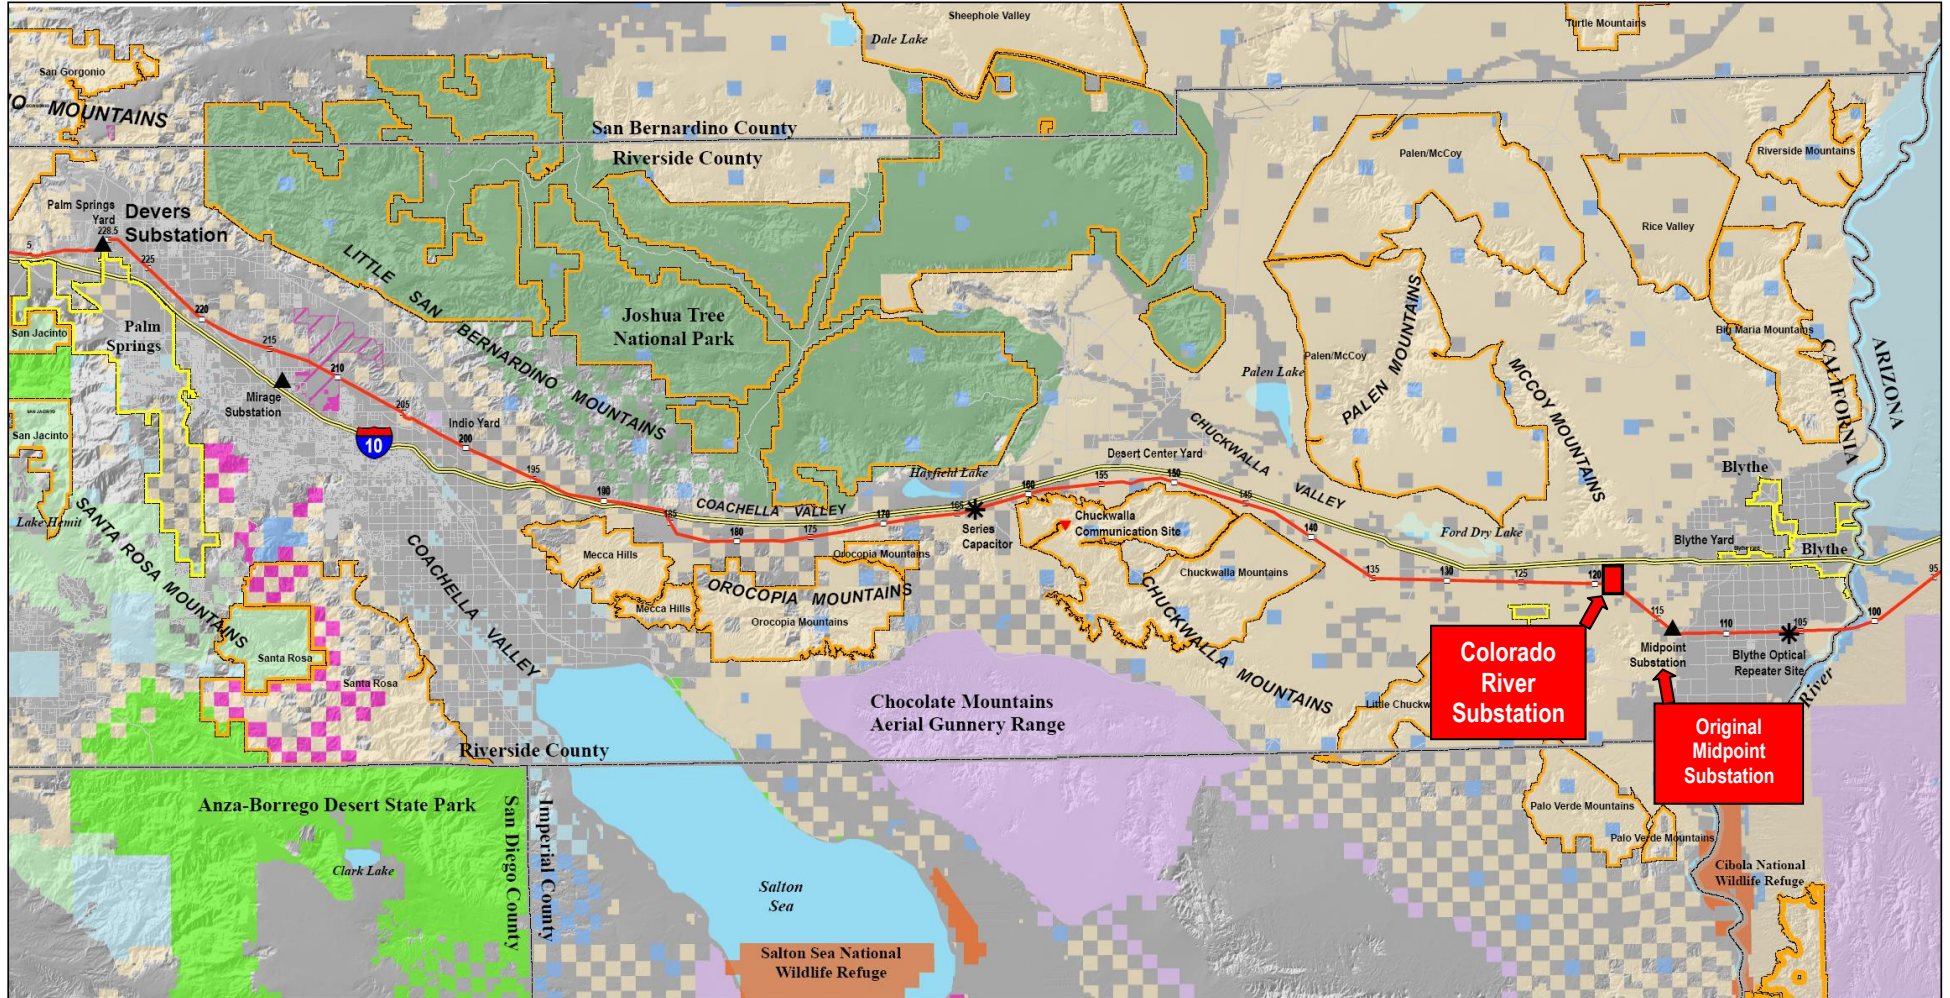 Sheephole Valley
Turtle Mountains
Dale Lake
San Gorgonio
MOUNTAINS
San Bernardino County
Riverside County
Palen/McCoy
Riverside Mountains
Palm Springs
Yard
228.5
Devers
Substation
Rice Valley
5
225
LITTLE SAN BERNARDINO MOUNTAINS
Joshua Tree
National Park
220
Palm
Springs
San Jacinto
215
210
Mirage
Substation
205
Big Maria Mountains
CALIFORNIA
ARIZONA
Palen/McCoy
PALEN MOUNTAINS
MCCOY MOUNTAINS
Palen Lake
SAN JACINTO
San Jacinto
10
Indio Yard
200
195
190
185
180
175
170
165
160
155
150
145
140
135
130
125
120
115
110
105
100
95
CHUCKWALLA VALLEY
Desert Center Yard
Hayfield Lake
COACHELLA VALLEY
Series
Capacitor
Chuckwalla
Communication Site
Ford Dry Lake
Blythe
Blythe Yard
Blythe
Lake Hemit
SANTA ROSA MOUNTAINS
COACHELLA VALLEY
Mecca Hills
Orocopia Mountains
OROCOPIA MOUNTAINS
Mecca Hills
Orocopia Mountains
Chuckwalla Mountains
CHUCKWALLA MOUNTAINS
Santa Rosa
Santa Rosa
Midpoint
Substation
Blythe Optical
Repeater Site
River
Colorado
River
Substation
Original
Midpoint
Substation
Little Chuckw
Chocolate Mountains
Aerial Gunnery Range
Riverside County
Anza-Borrego Desert State Park
San Diego County
Imperial County
Clark Lake
Salton
Sea
Salton Sea National
Wildlife Refuge
Palo Verde Mountains
Palo Verde Mountains
Cibola National
Wildlife Refuge